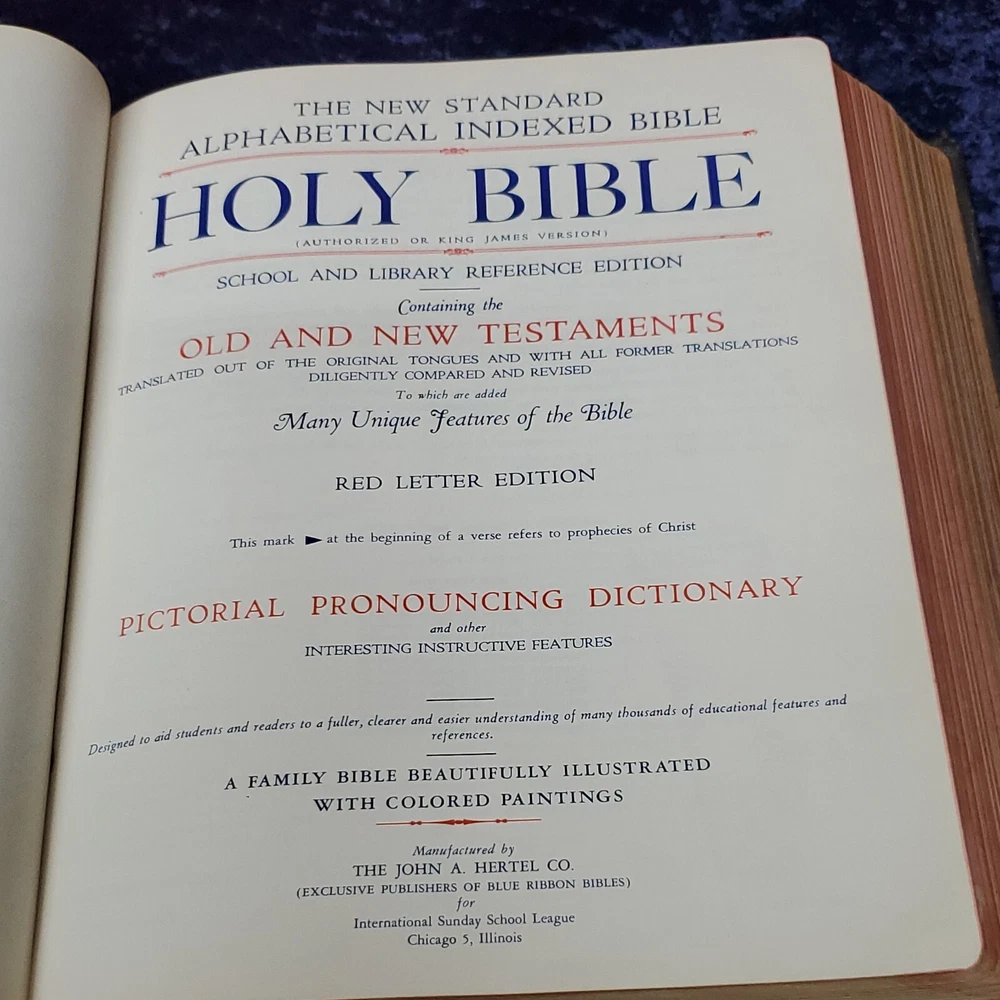 THE NEW STANDARD
ALPHABETICAL INDEXED BIBLE
HOLY BIBLE
(AUTHORIZED OR KING JAMES VERSION)
SCHOOL AND LIBRARY REFERENCE EDITION
Containing the
OLD AND NEW TESTAMENTS
TRANSLATED OUT OF THE ORIGINAL TONGUES AND WITH ALL FORMER TRANSLATIONS
DILIGENTLY COMPARED AND REVISED
To which are added
Many Unique Features of the Bible
RED LETTER EDITION
This mark ► at the beginning of a verse refers to prophecies of Christ
PICTORIAL PRONOUNCING DICTIONARY
and other
INTERESTING INSTRUCTIVE FEATURES
Designed to aid students and readers to a fuller, clearer and easier understanding of many thousands of educational features and
references.
A FAMILY BIBLE BEAUTIFULLY ILLUSTRATED
WITH COLORED PAINTINGS
Manufactured by
THE JOHN A. HERTEL CO.
(EXCLUSIVE PUBLISHERS OF BLUE RIBBON BIBLES)
for
International Sunday School League
Chicago 5, Illinois